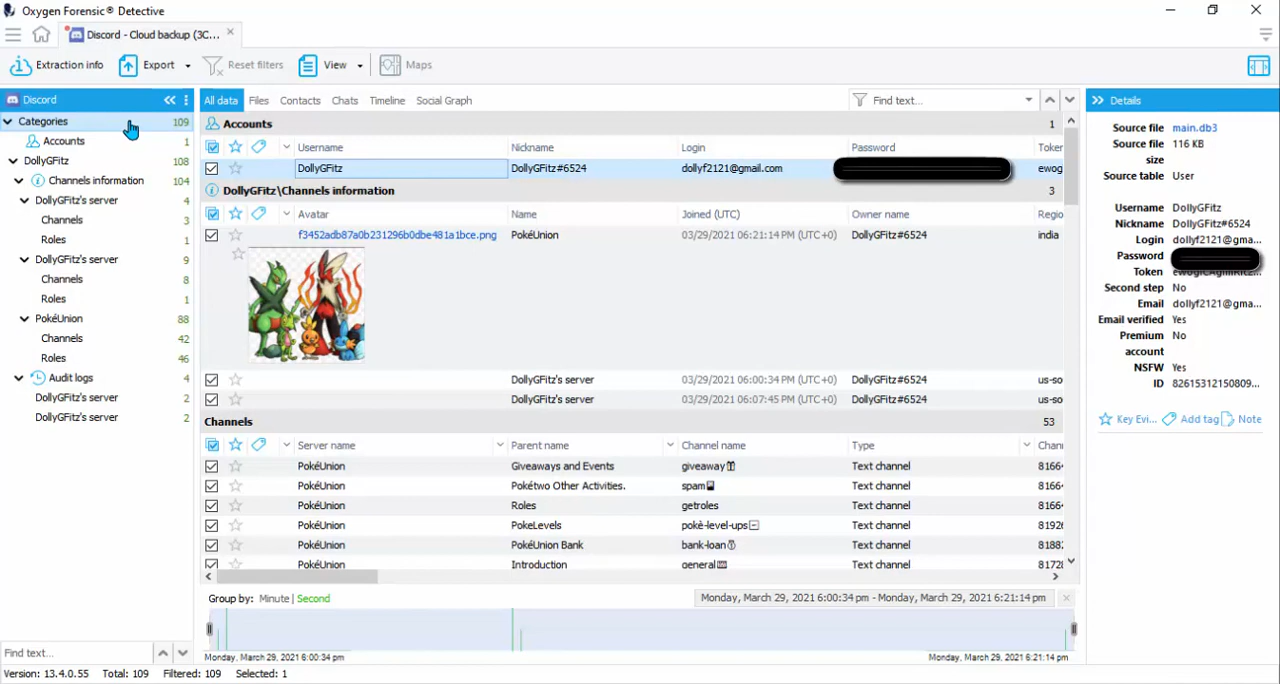 Oxygen Forensic® Detective
Discord - Cloud backup (3C...
Extraction info Export Reset filters View Maps
Discord
Categories 109
Accounts 1
DollyGFitz 108
Channels information 104
DollyGFitz's server 4
Channels 3
Roles 1
DollyGFitz's server 9
Channels 8
Roles 1
PokéUnion 88
Channels 42
Roles 46
Audit logs 4
DollyGFitz's server 2
DollyGFitz's server 2
Find text...
All data Files Contacts Chats Timeline Social Graph Find text...
Accounts 1
Username Nickname Login Password Token
DollyGFitz DollyGFitz#6524 dollyf2121@gmail.com ewog
DollyGFitz\Channels information 3
Avatar Name Joined (UTC) Owner name Regio
f3452adb87a0b231296b0dbe481a1bce.png PokéUnion 03/29/2021 06:21:14 PM (UTC+0) DollyGFitz#6524 india
DollyGFitz's server 03/29/2021 06:00:34 PM (UTC+0) DollyGFitz#6524 us-so
DollyGFitz's server 03/29/2021 06:07:45 PM (UTC+0) DollyGFitz#6524 us-so
Channels 53
Server name Parent name Channel name Type Chan
PokéUnion Giveaways and Events giveaway Text channel 8166
PokéUnion Pokétwo Other Activities. spam Text channel 8166
PokéUnion Roles getroles Text channel 8166
PokéUnion PokeLevels pokè-level-ups Text channel 81926
PokéUnion PokéUnion Bank bank-loan Text channel 8188
PokéUnion Introduction general Text channel 81728
Group by: Minute | Second
Monday, March 29, 2021 6:00:34 pm - Monday, March 29, 2021 6:21:14 pm
Monday, March 29, 2021 6:00:34 pm Monday, March 29, 2021 6:21:14 pm
Details
Source file main.db3
Source file size 116 KB
Source table User
Username DollyGFitz
Nickname DollyGFitz#6524
Login dollyf2121@gma...
Password
Token
Second step No
Email dollyf2121@gma...
Email verified Yes
Premium account No
NSFW Yes
ID 82615312150809...
Key Evi... Add tag Note
Version: 13.4.0.55 Total: 109 Filtered: 109 Selected: 1